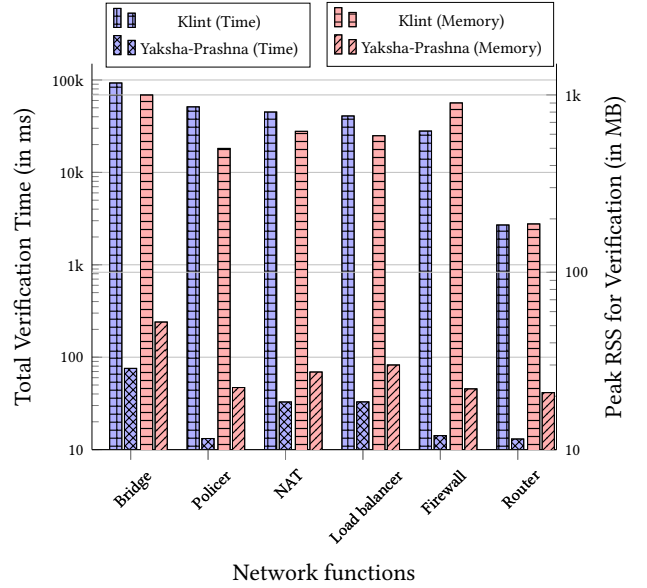 Klint (Time)
Yaksha-Prashna (Time)
Klint (Memory)
Yaksha-Prashna (Memory)
Total Verification Time (in ms)
100k
10k
1k
100
10
1k
100
10
Peak RSS for Verification (in MB)
Bridge
Policer
NAT
Load balancer
Firewall
Router
Network functions